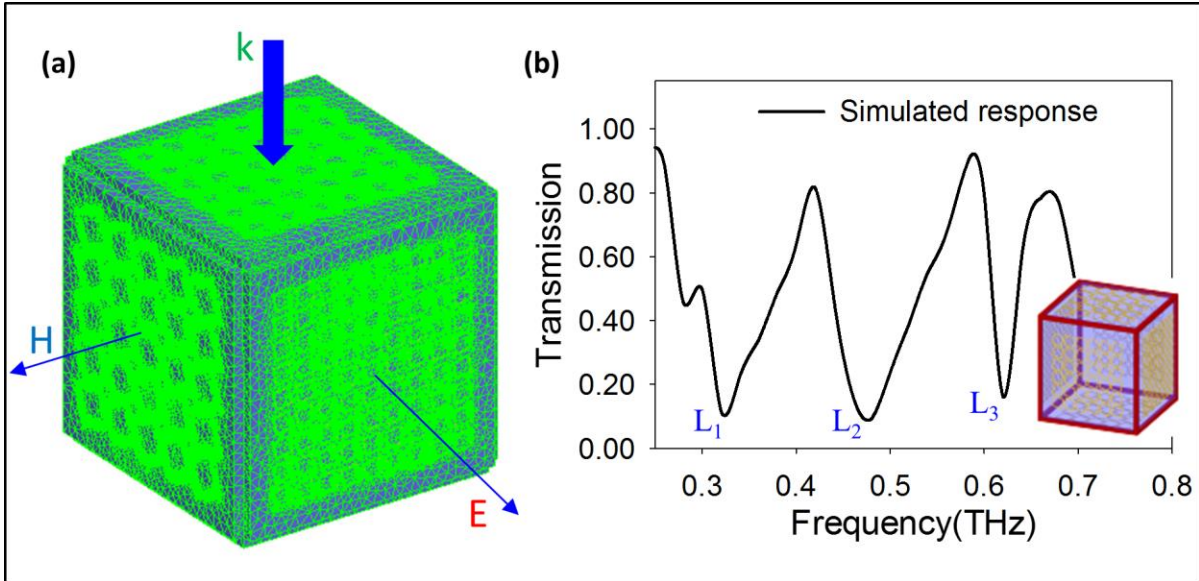 (a)
k
H
E
(b)
Simulated response
Transmission
1.00
0.80
0.60
0.40
0.20
0.00
L1
L2
L3
0.3 0.4 0.5 0.6 0.7 0.8
Frequency(THz)